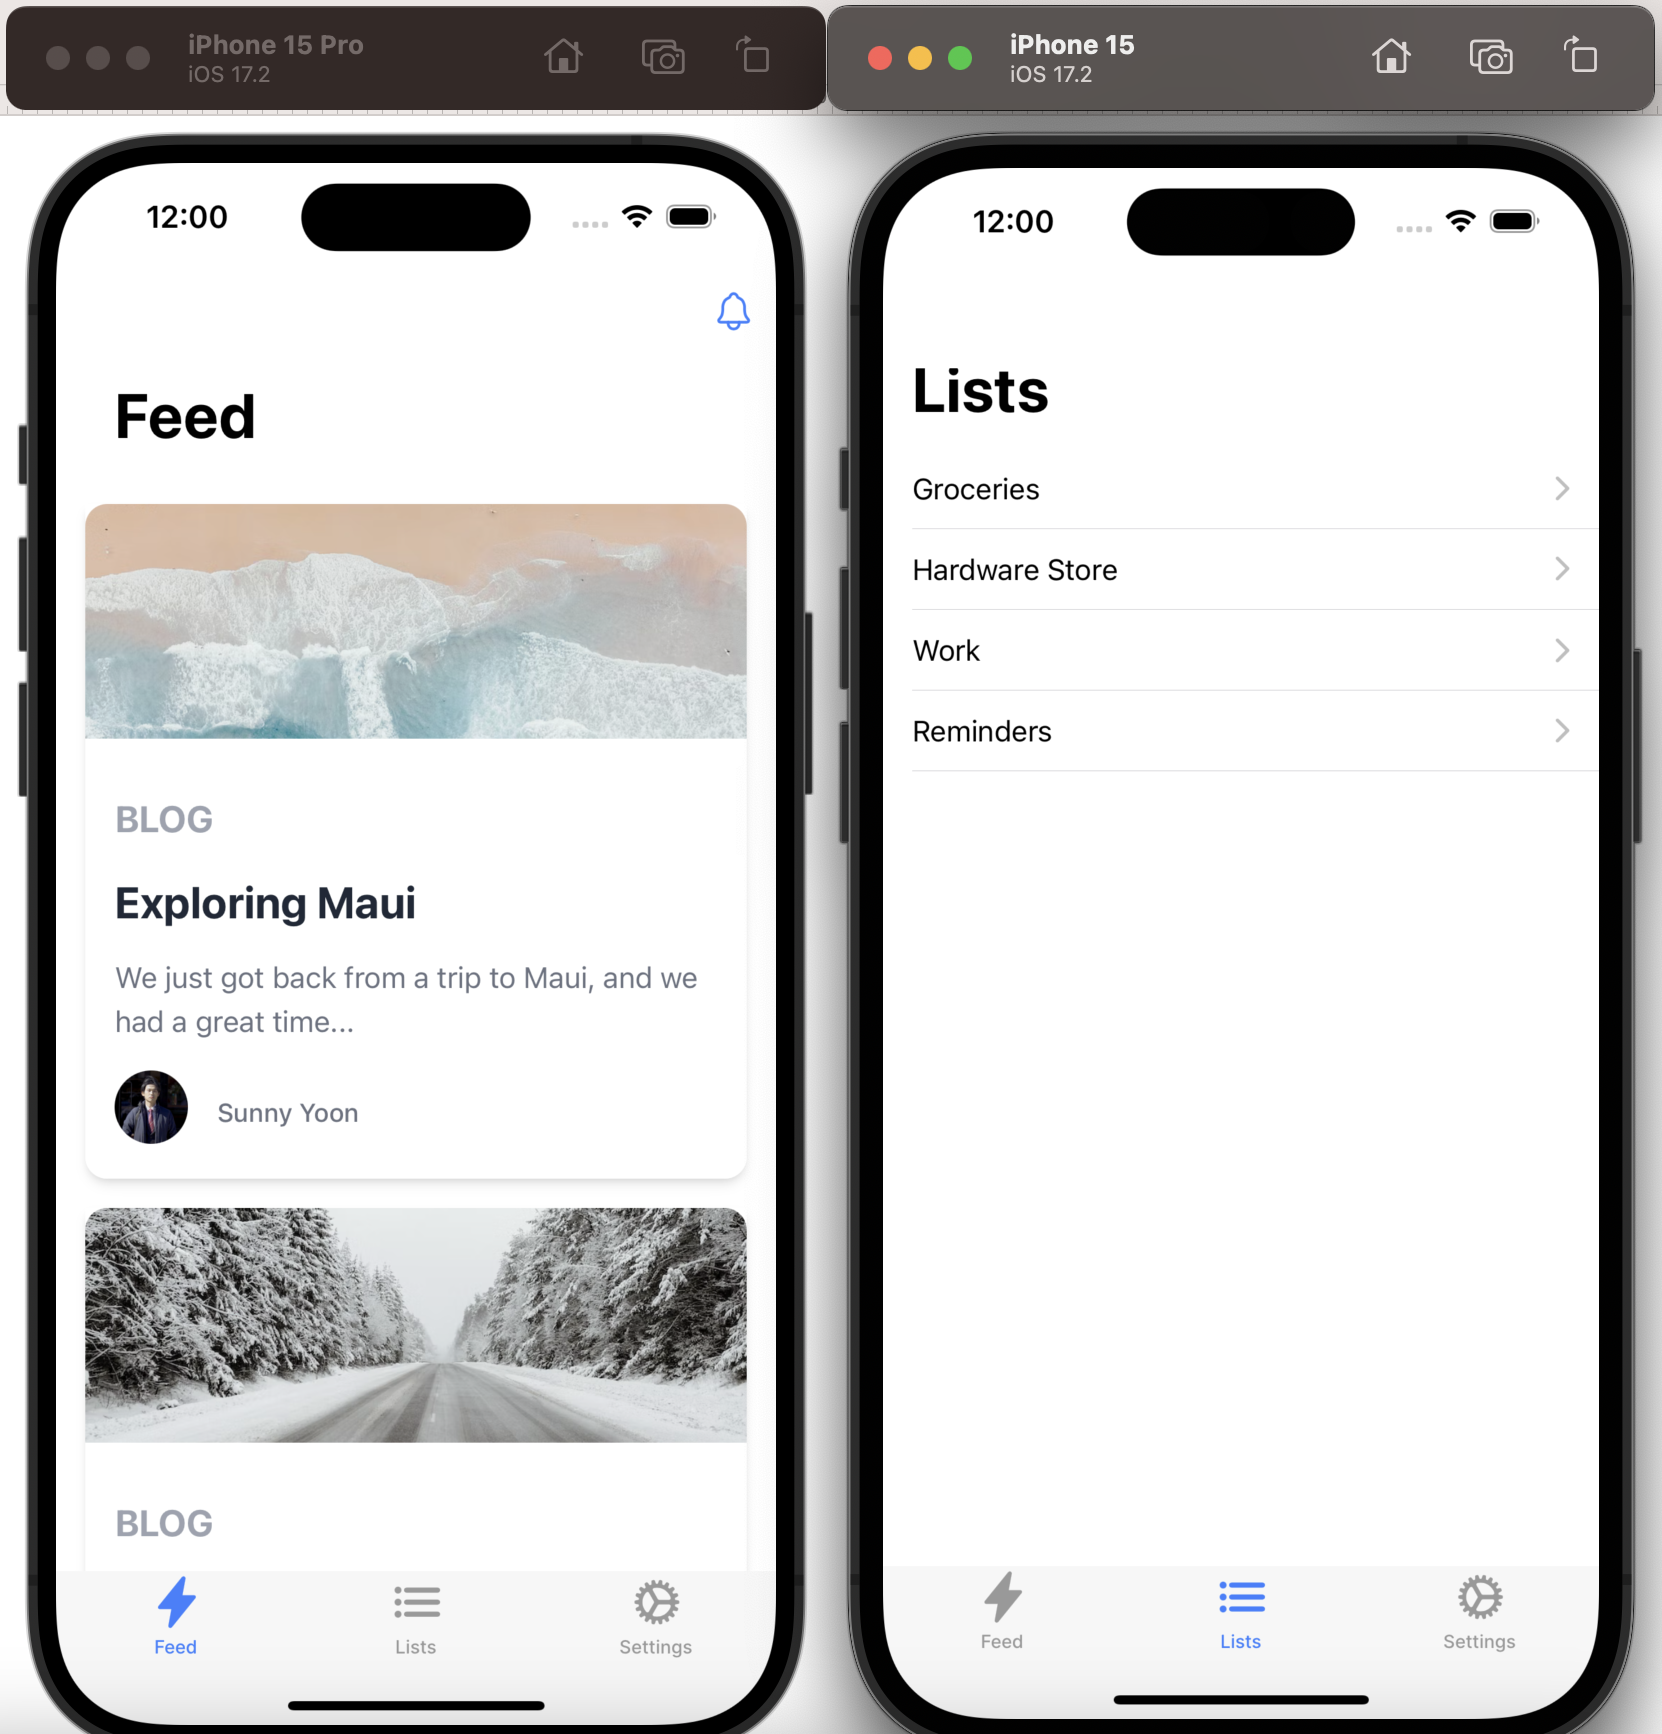 iPhone 15 Pro
iOS 17.2
12:00
Feed
BLOG
Exploring Maui
We just got back from a trip to Maui, and we
had a great time...
Sunny Yoon
BLOG
Feed
Lists
Settings
iPhone 15
iOS 17.2
12:00
Lists
Groceries
Hardware Store
Work
Reminders
Feed
Lists
Settings